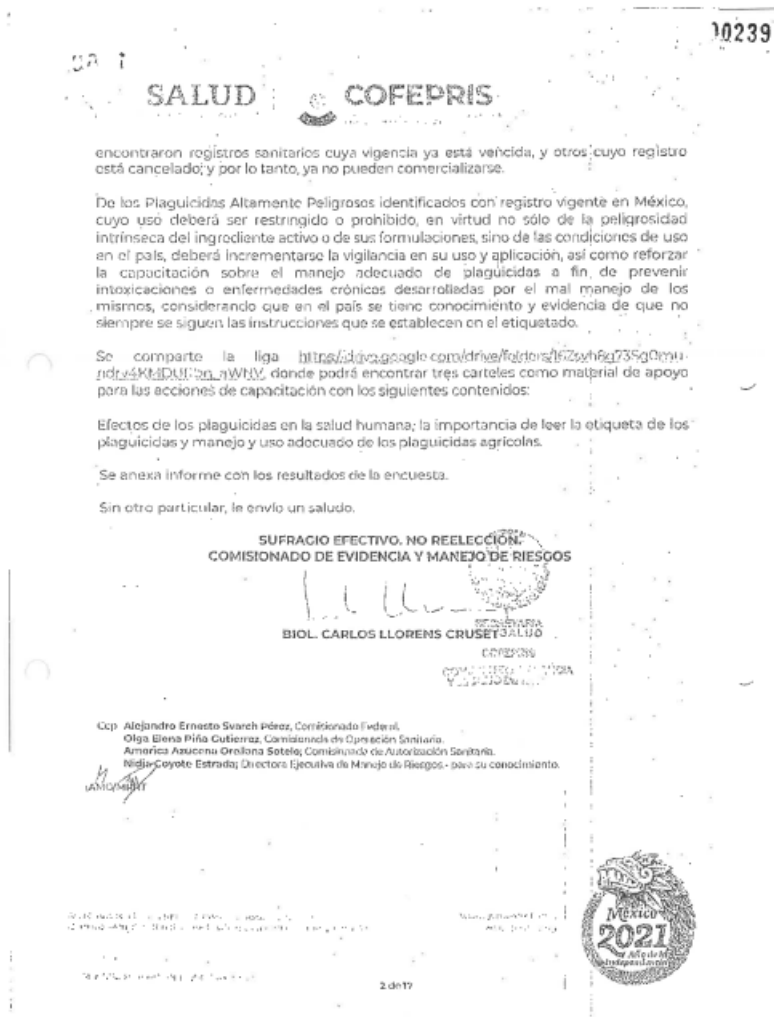 00239
SALUD COFEPRIS
encontraron registros sanitarios cuya vigencia ya está vencida, y otros cuyo registro
está cancelado; y por lo tanto, ya no pueden comercializarse.
De los Plaguicidas Altamente Peligrosos identificados con registro vigente en México,
cuyo uso deberá ser restringido o prohibido, en virtud no sólo de la peligrosidad
intrínseca del ingrediente activo o de sus formulaciones, sino de las condiciones de uso
en el país, deberá incrementarse la vigilancia en su uso y aplicación, así como reforzar
la capacitación sobre el manejo adecuado de plaguicidas a fin de prevenir
intoxicaciones o enfermedades crónicas desarrolladas por el mal manejo de los
mismos, considerando que en el país se tiene conocimiento y evidencia de que no
siempre se siguen las instrucciones que se establecen en el etiquetado.
Se comparte la liga
donde podrá encontrar tres carteles como material de apoyo
para las acciones de capacitación con los siguientes contenidos:
Efectos de los plaguicidas en la salud humana; la importancia de leer la etiqueta de los
plaguicidas y manejo y uso adecuado de los plaguicidas agrícolas.
Se anexa informe con los resultados de la encuesta.
Sin otro particular, le envío un saludo.
SUFRAGIO EFECTIVO. NO REELECCIÓN.
COMISIONADO DE EVIDENCIA Y MANEJO DE RIESGOS
BIOL. CARLOS LLORENS CRUSET
SECRETARIA
SALUD
COFEPRIS
Ccp Alejandro Ernesto Svarch Pérez, Comisionado Federal.
Olga Elena Piña Gutierrez, Comisionada de Operación Sanitaria.
America Azucena Orellana Sotelo; Comisionada de Autorización Sanitaria.
Nidia Coyote Estrada; Directora Ejecutiva de Manejo de Riesgos.- para su conocimiento.
México
2021
Año de la
Independencia
2 de 17